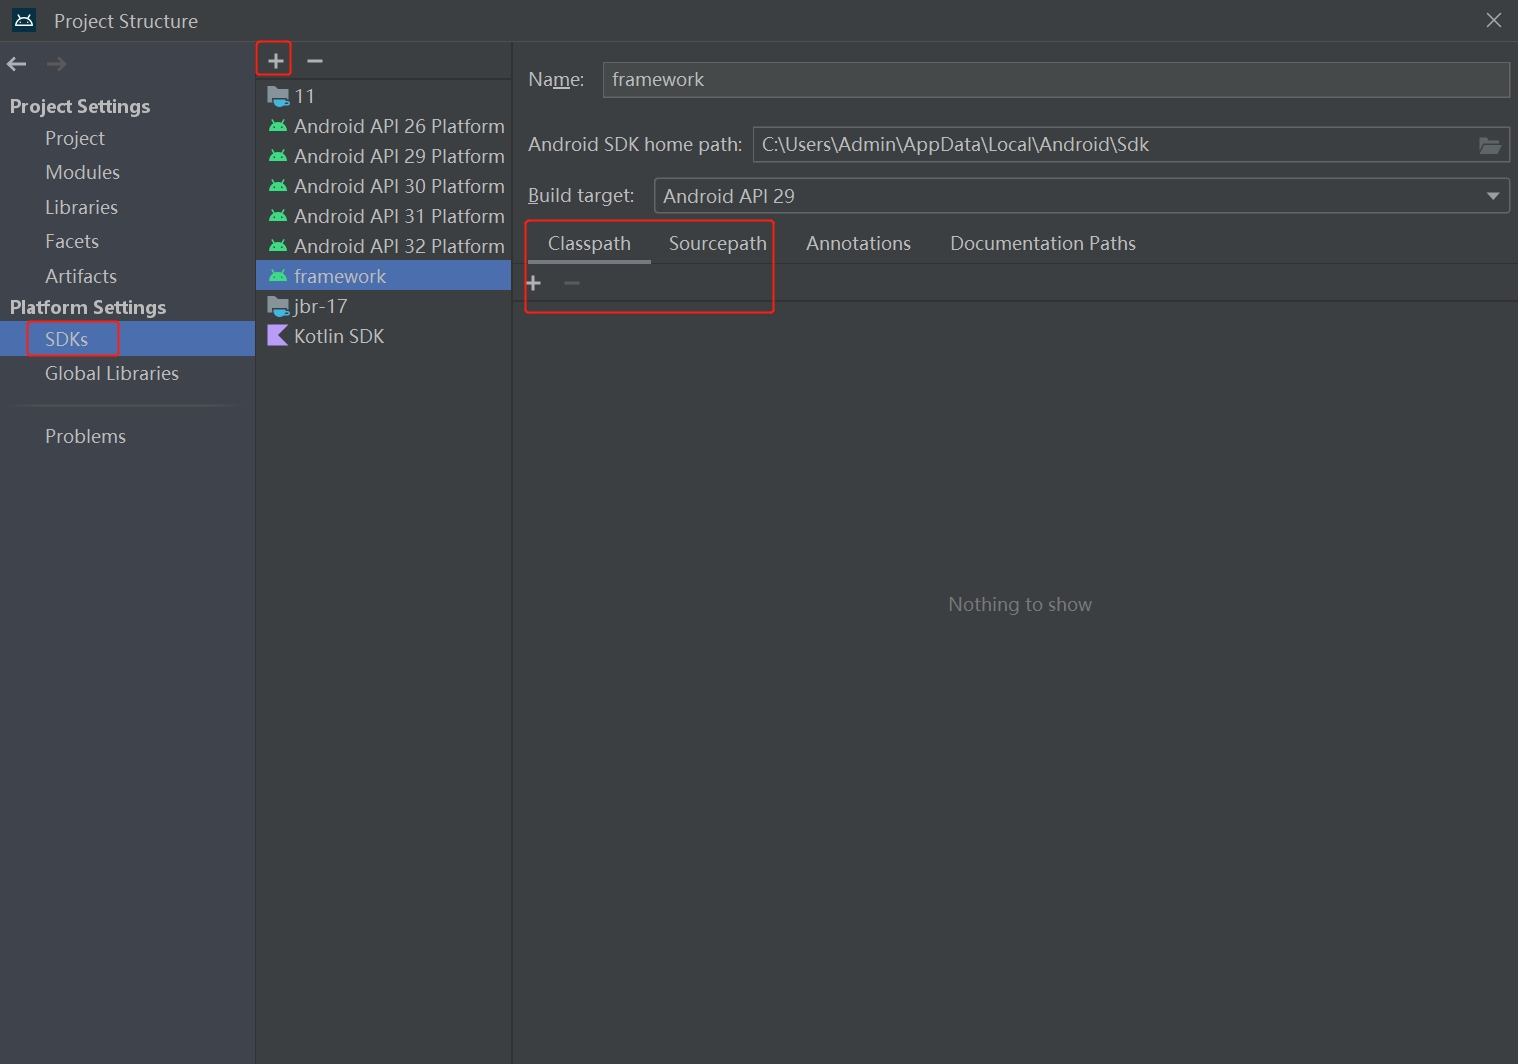 Project Structure
Project Settings
Project
Modules
Libraries
Facets
Artifacts
Platform Settings
SDKs
Global Libraries
Problems
11
Android API 26 Platform
Android API 29 Platform
Android API 30 Platform
Android API 31 Platform
Android API 32 Platform
framework
jbr-17
Kotlin SDK
Name: framework
Android SDK home path: C:\Users\Admin\AppData\Local\Android\Sdk
Build target: Android API 29
Classpath Sourcepath Annotations Documentation Paths
Nothing to show